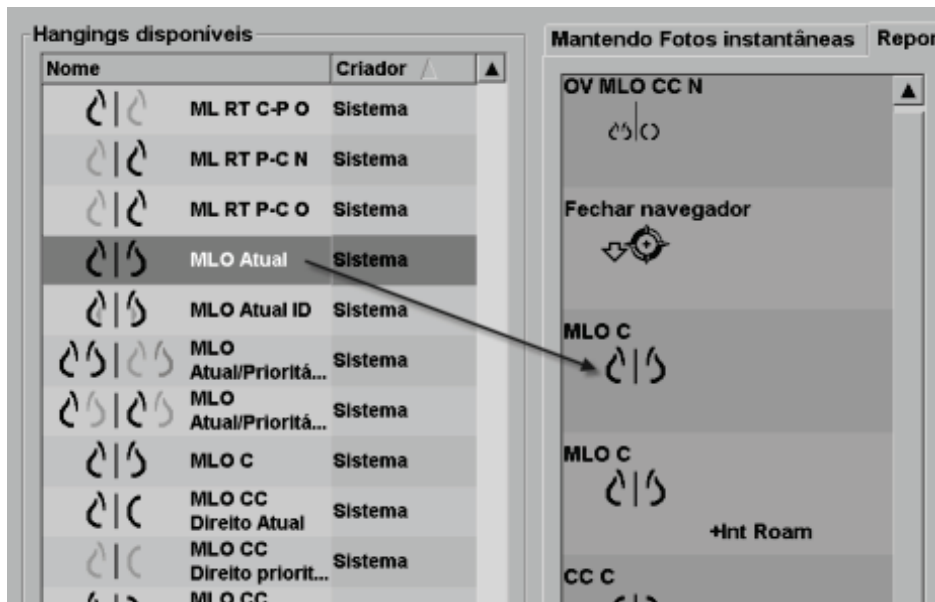 Hangings disponíveis
Nome Criador
ML RT C-P O Sistema
ML RT P-C N Sistema
ML RT P-C O Sistema
MLO Atual Sistema
MLO Atual ID Sistema
MLO
Atual/Prioritá... Sistema
MLO
Atual/Prioritá... Sistema
MLO C Sistema
MLO CC
Direito Atual Sistema
MLO CC
Direito priorit... Sistema
MLO CC
Mantendo Fotos instantâneas Repor
OV MLO CC N
Fechar navegador
MLO C
MLO C
+Int Roam
CC C